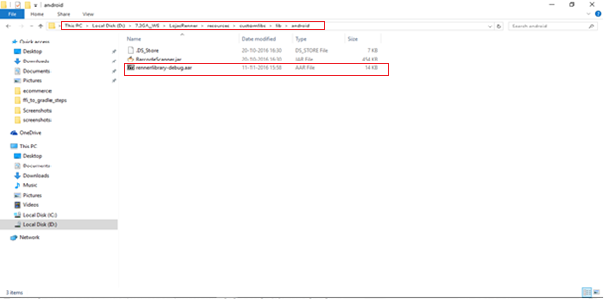 android
File Home Share View
This PC > Local Disk (D:) > 7.2GA_WS > LojasRenner > resources > customlibs > lib > android
Search android
Name Date modified Type Size
.DS_Store 20-10-2016 16:30 DS_STORE File 7 KB
BarcodeScanner.jar 20-10-2016 16:30 JAR File 434 KB
rennerlibrary-debug.aar 11-11-2016 15:58 AAR File 14 KB
Quick access
Desktop
Downloads
Documents
Pictures
ecommerce
ffi_to_gradle_steps
Screenshots
screenshots
OneDrive
This PC
Desktop
Documents
Downloads
Music
Pictures
Videos
Local Disk (C:)
Local Disk (D:)
Network
3 items